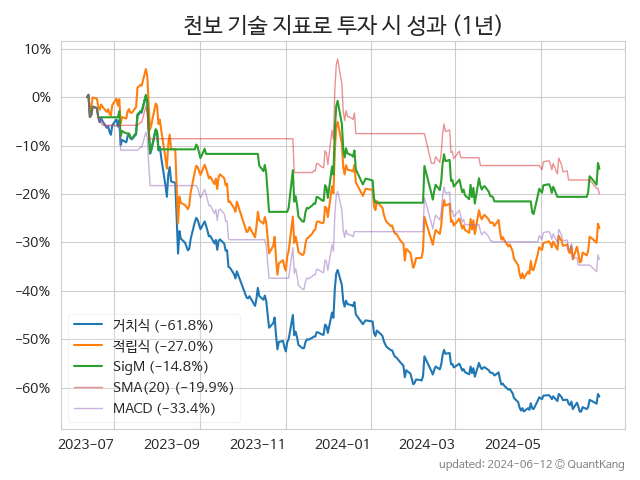 천보 기술 지표로 투자 시 성과 (1년)
10%
0%
−10%
−20%
−30%
−40%
−50%
−60%
거치식 (−61.8%)
적립식 (−27.0%)
SigM (−14.8%)
SMA(20) (−19.9%)
MACD (−33.4%)
2023−07 2023−09 2023−11 2024−01 2024−03 2024−05
updated: 2024−06−12 © QuantKang